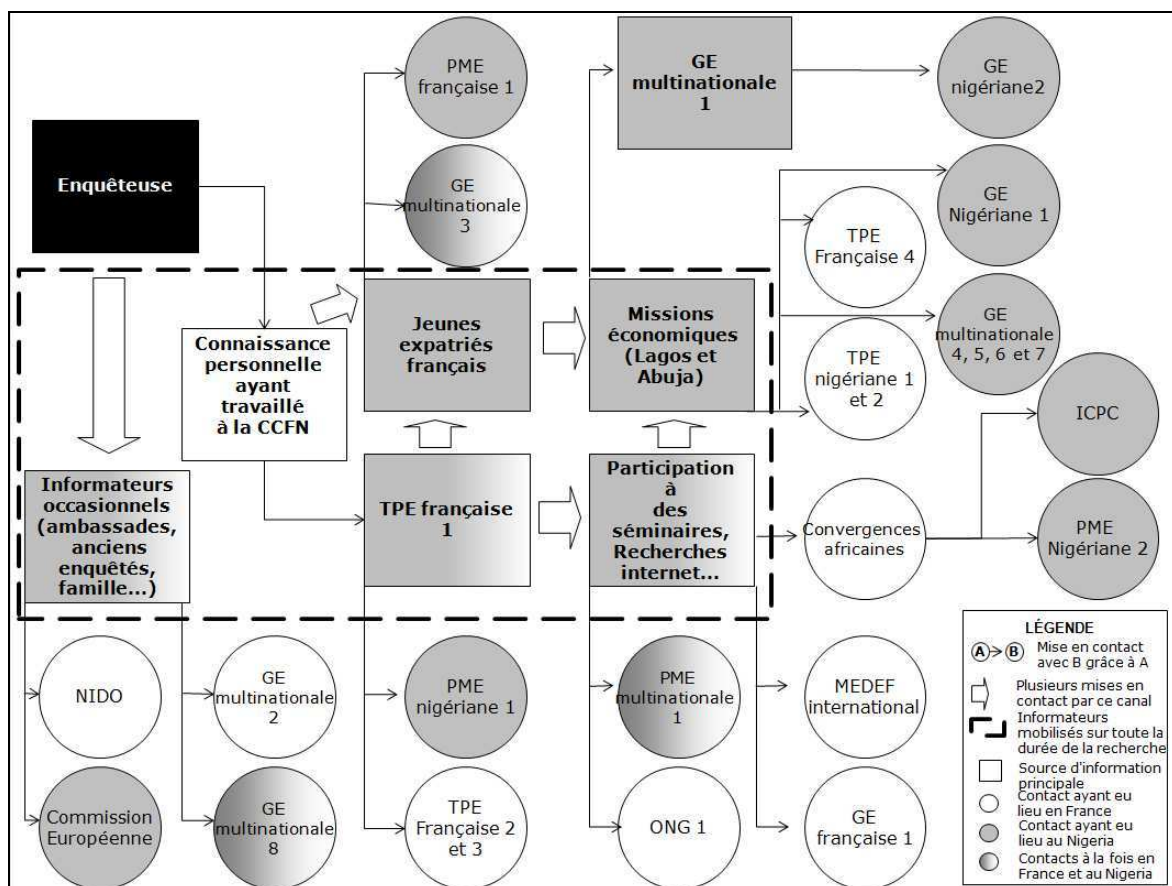 PME
française 1
GE
multinationale
1
GE
nigériane2
Enquêteuse
GE
multinationale
3
GE
Nigériane 1
TPE
Française 4
Connaissance
personnelle
ayant
travaillé
à la CCFN
Jeunes
expatriés
français
Missions
économiques
(Lagos et
Abuja)
GE
multinationale
4, 5, 6 et 7
TPE
nigériane 1
et 2
ICPC
Informateurs
occasionnels
(ambassades,
anciens
enquêtés,
famille...)
TPE française
1
Participation
à
des
séminaires,
Recherches
internet...
Convergences
africaines
PME
Nigériane 2
NIDO
GE
multinationale
2
PME
nigériane 1
PME
multinationale
1
MEDEF
international
Commission
Européenne
GE
multinationale
8
TPE
Française 2
et 3
ONG 1
GE
française 1
LÉGENDE
A B Mise en contact
avec B grâce à A
Plusieurs mises en
contact par ce canal
Informateurs
mobilisés sur toute la
durée de la recherche
Source d'information
principale
Contact ayant eu
lieu en France
Contact ayant eu
lieu au Nigeria
Contacts à la fois en
France et au Nigeria